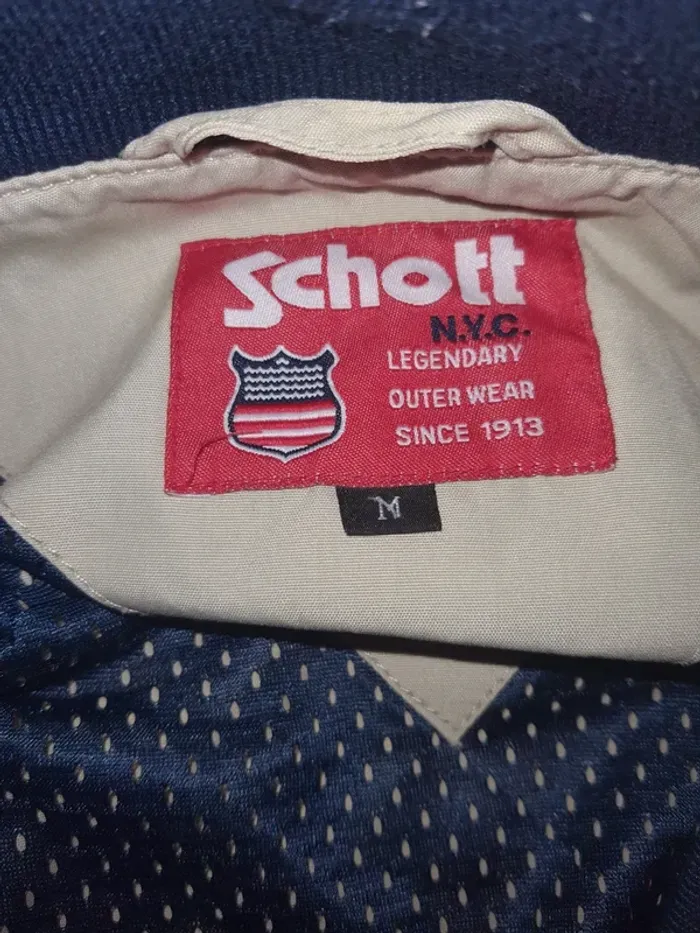 Schott
N.Y.C.
LEGENDARY
OUTER WEAR
SINCE 1913
M